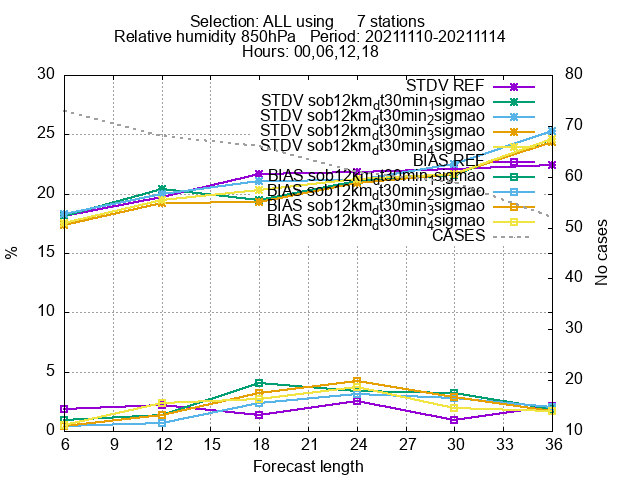 Selection: ALL using 7 stations
Relative humidity 850hPa Period: 20211110-20211114
Hours: 00,06,12,18
30 80
STDV REF
STDV sob12km_dt30min_1sigmao
25 70
STDV sob12km_dt30min_2sigmao
STDV sob12km_dt30min_3sigmao
STDV sob12km_dt30min_4sigmao
BIAS REF
20 60
BIAS sob12km_dt30min_1sigmao
BIAS sob12km_dt30min_2sigmao
BIAS sob12km_dt30min_3sigmao
BIAS sob12km_dt30min_4sigmao
CASES
15 50
%
No cases
10 40
30
5 20
0 10
6 9 12 15 18 21 24 27 30 33 36
Forecast length